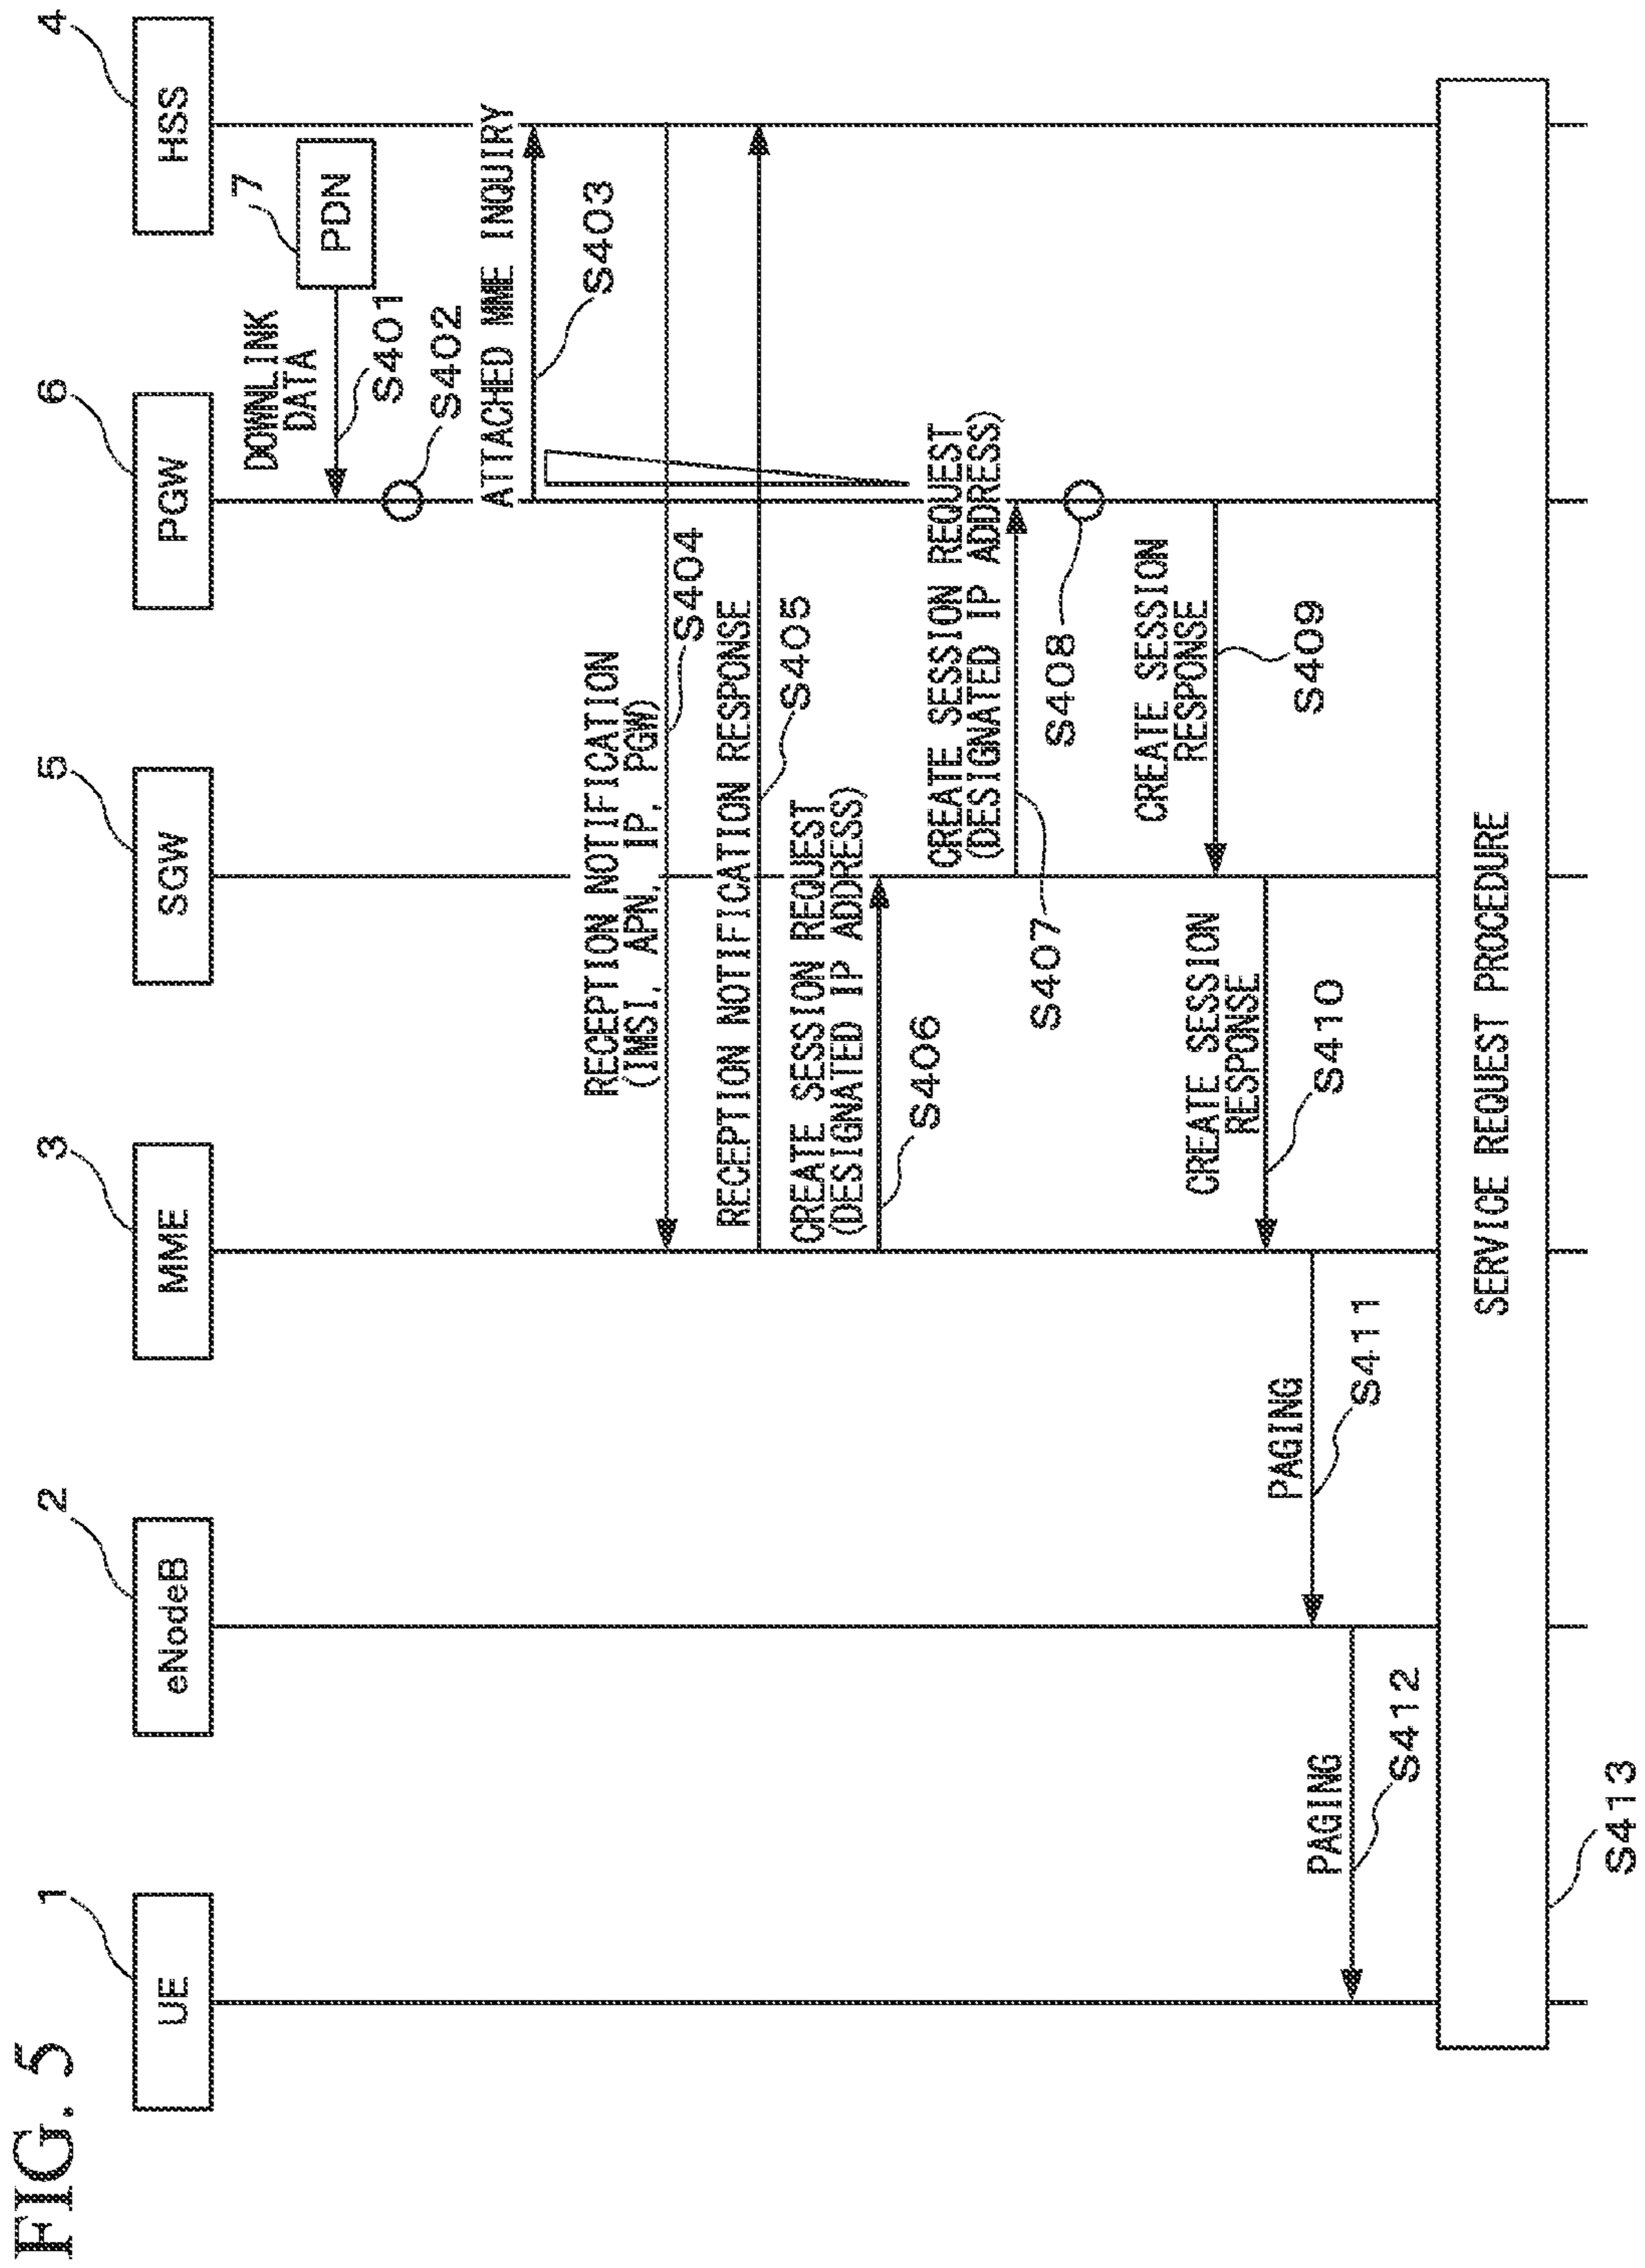 FIG. 5
1
UE
2
eNodeB
3
MME
5
SGW
6
PGW
4
HSS
7
PDN
DOWNLINK
DATA
S401
S402
ATTACHED MME INQUIRY
S403
RECEPTION NOTIFICATION
(IMSI, APN, IP, PGW)
S404
RECEPTION NOTIFICATION RESPONSE
S405
CREATE SESSION REQUEST
(DESIGNATED IP ADDRESS)
S406
CREATE SESSION REQUEST
(DESIGNATED IP ADDRESS)
S407
S408
CREATE SESSION
RESPONSE
S409
CREATE SESSION
RESPONSE
S410
PAGING
S411
PAGING
S412
SERVICE REQUEST PROCEDURE
S413